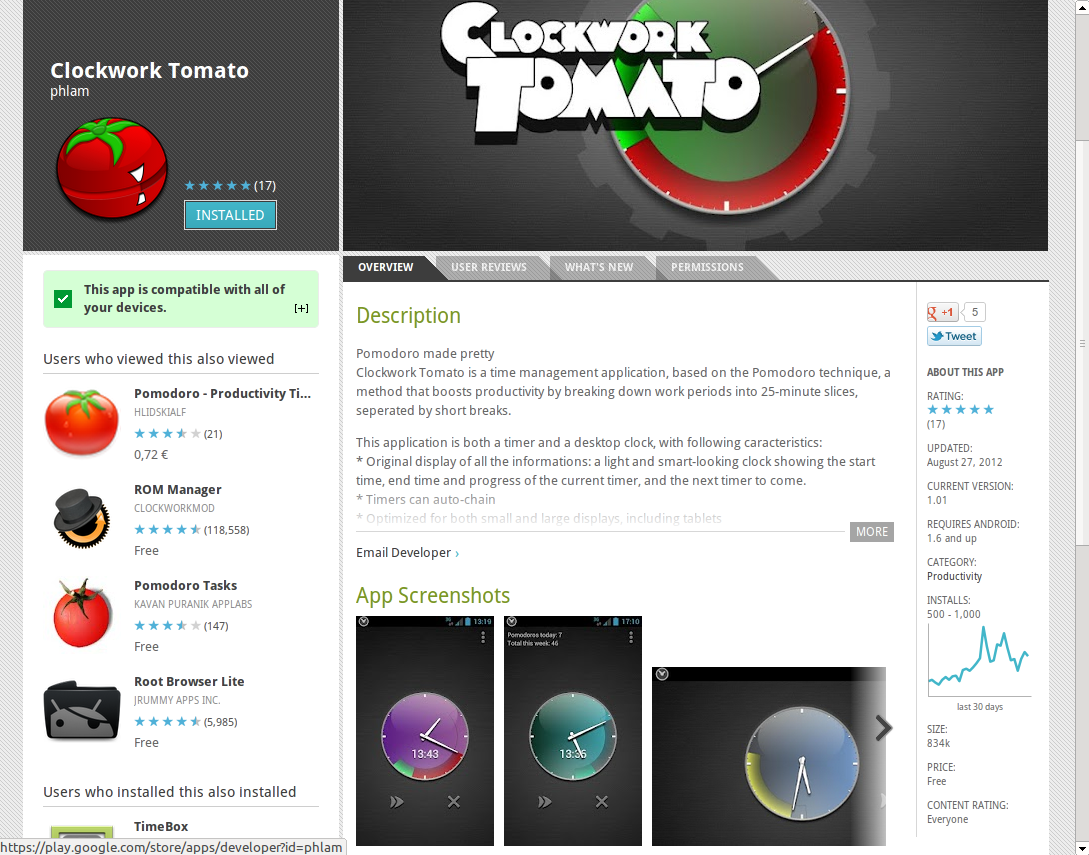 Clockwork Tomato
phlam
(17)
INSTALLED
CLOCKWORK
TOMATO
This app is compatible with all of
your devices.
[+]
Users who viewed this also viewed
Pomodoro - Productivity Ti...
HLIDSKIALF
(21)
0,72 €
ROM Manager
CLOCKWORKMOD
(118,558)
Free
Pomodoro Tasks
KAVAN PURANIK APPLABS
(147)
Free
Root Browser Lite
JRUMMY APPS INC.
(5,985)
Free
Users who installed this also installed
TimeBox
https://play.google.com/store/apps/developer?id=phlam
OVERVIEW
USER REVIEWS
WHAT'S NEW
PERMISSIONS
Description
Pomodoro made pretty
Clockwork Tomato is a time management application, based on the Pomodoro technique, a
method that boosts productivity by breaking down work periods into 25-minute slices,
seperated by short breaks.
This application is both a timer and a desktop clock, with following caracteristics:
* Original display of all the informations: a light and smart-looking clock showing the start
time, end time and progress of the current timer, and the next timer to come.
* Timers can auto-chain
* Optimized for both small and large displays, including tablets
MORE
Email Developer ›
App Screenshots
13:19
13:43
17:10
Pomodoros today: 7
Total this week: 46
13:36
g +1
5
Tweet
ABOUT THIS APP
RATING:
(17)
UPDATED:
August 27, 2012
CURRENT VERSION:
1.01
REQUIRES ANDROID:
1.6 and up
CATEGORY:
Productivity
INSTALLS:
500 - 1,000
last 30 days
SIZE:
834k
PRICE:
Free
CONTENT RATING:
Everyone